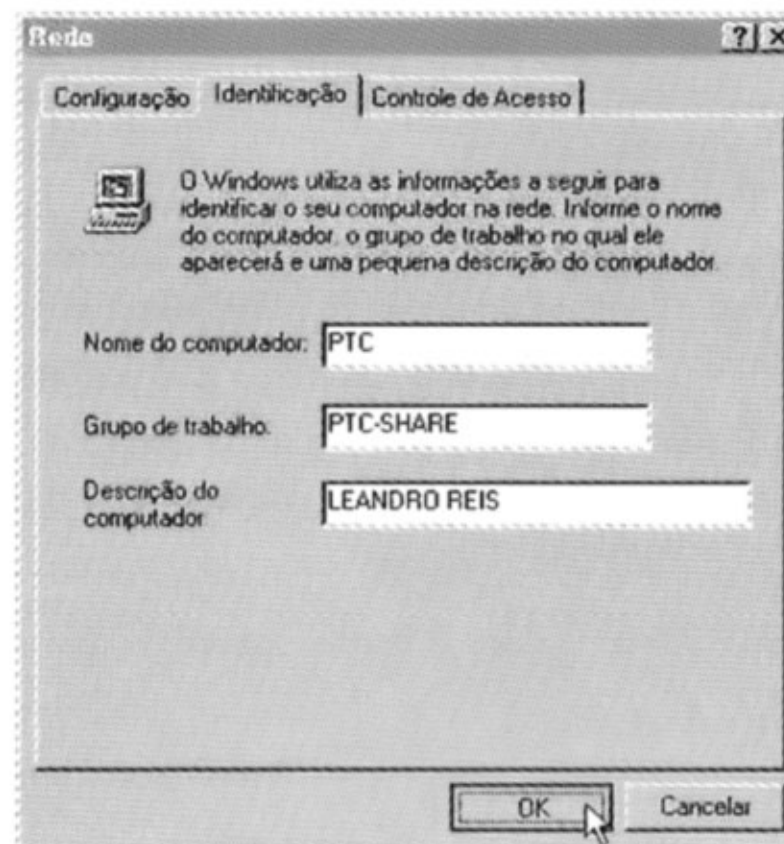 Rede
Configuração Identificação Controle de Acesso
O Windows utiliza as informações a seguir para
identificar o seu computador na rede. Informe o nome
do computador, o grupo de trabalho no qual ele
aparecerá e uma pequena descrição do computador.
Nome do computador: PTC
Grupo de trabalho: PTC-SHARE
Descrição do
computador LEANDRO REIS
OK Cancelar